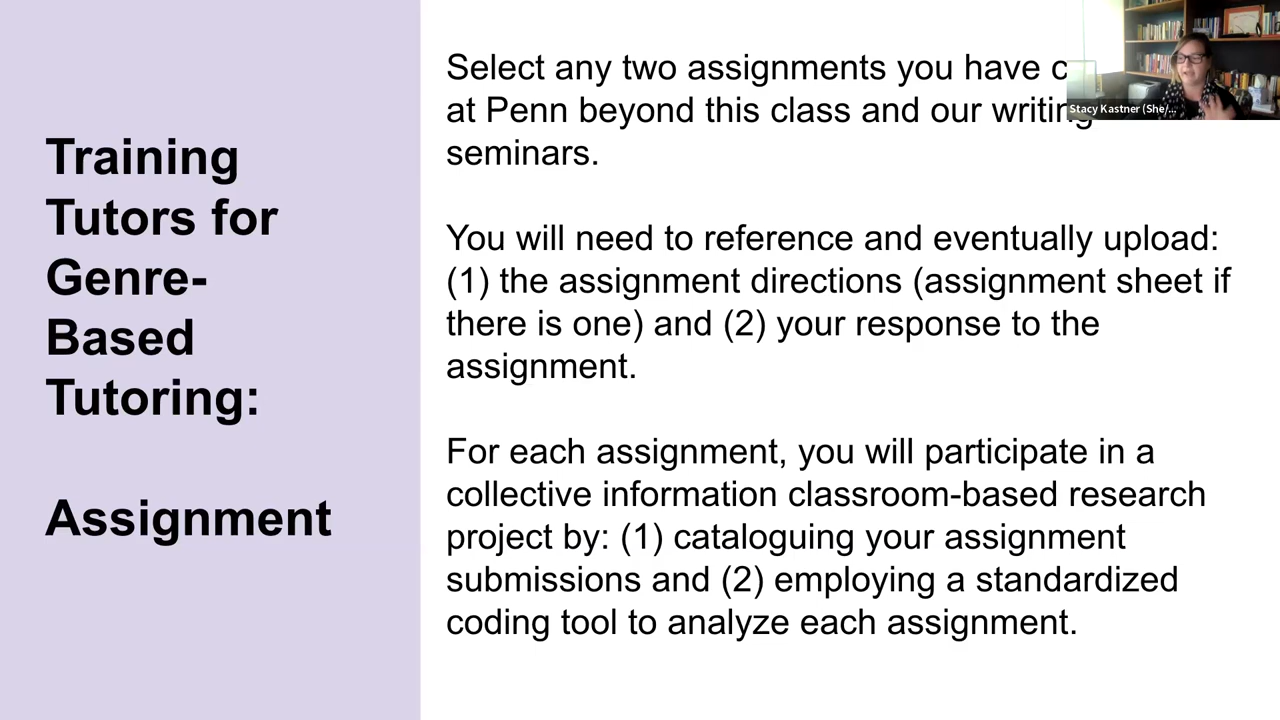 Training
Tutors for
Genre-
Based
Tutoring:
Assignment
Select any two assignments you have
at Penn beyond this class and our writing
seminars.
You will need to reference and eventually upload:
(1) the assignment directions (assignment sheet if
there is one) and (2) your response to the
assignment.
For each assignment, you will participate in a
collective information classroom-based research
project by: (1) cataloguing your assignment
submissions and (2) employing a standardized
coding tool to analyze each assignment.
Stacy Kastner (She/...